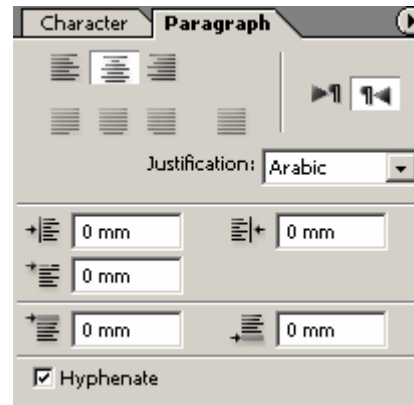 Character Paragraph
Justification: Arabic
0 mm 0 mm
0 mm
0 mm 0 mm
Hyphenate